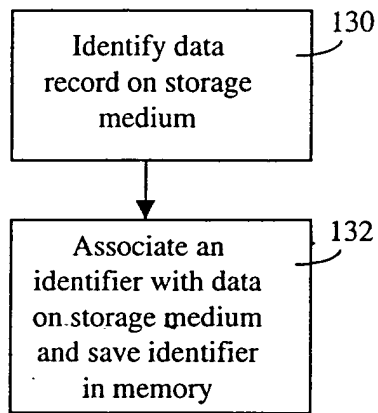 Identify data
record on storage
medium
130
Associate an
identifier with data
on storage medium
and save identifier
in memory
132